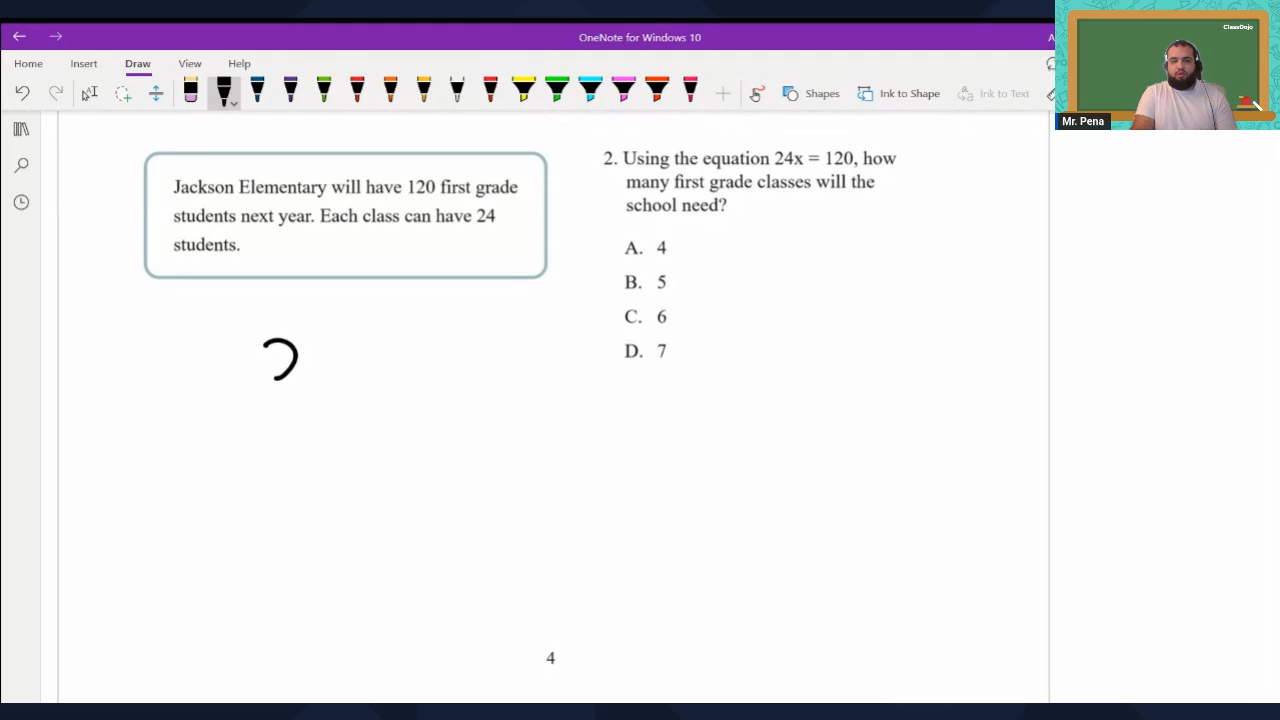 OneNote for Windows 10
ClassDojo
Home Insert Draw View Help
Shapes Ink to Shape Ink to Text
Mr. Pena
Jackson Elementary will have 120 first grade
students next year. Each class can have 24
students.
2. Using the equation 24x = 120, how
many first grade classes will the
school need?
A. 4
B. 5
C. 6
D. 7
4